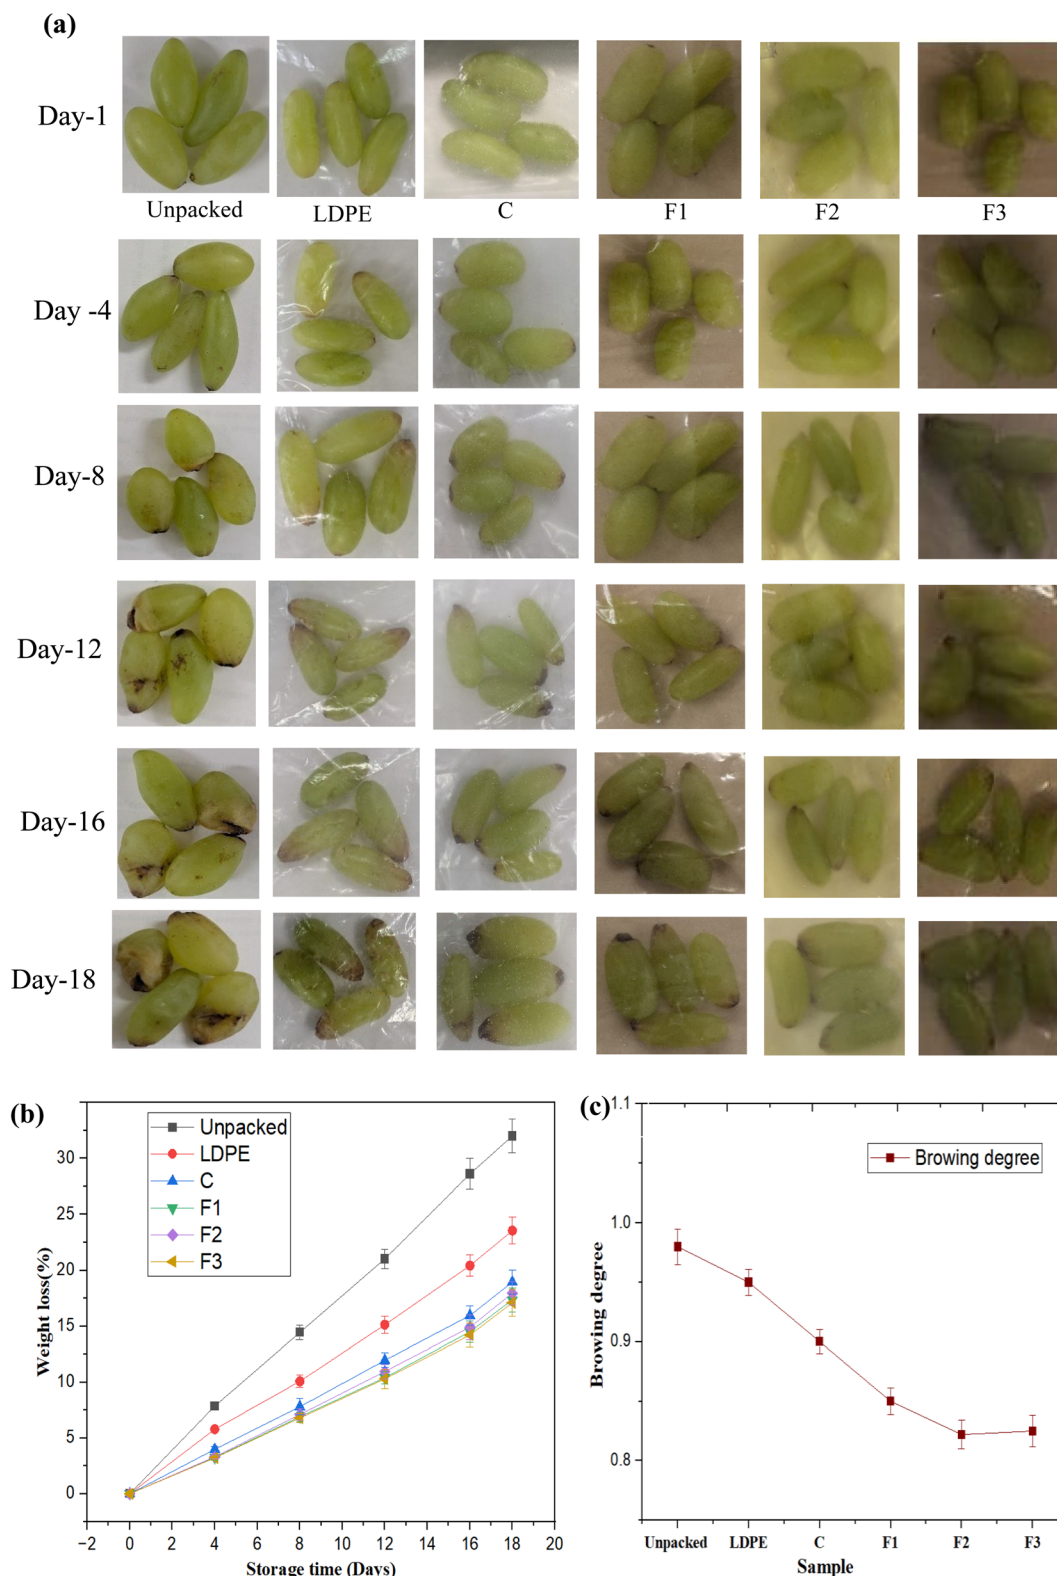 (a)
Day-1
Unpacked LDPE C F1 F2 F3
Day -4
Day-8
Day-12
Day-16
Day-18
(b)
Unpacked
LDPE
C
F1
F2
F3
Weight loss(%)
30
25
20
15
10
5
0
−2 0 2 4 6 8 10 12 14 16 18 20
Storage time (Days)
(c)
Browing degree
Browing degree
1.1
1.0
0.9
0.8
Unpacked LDPE C F1 F2 F3
Sample